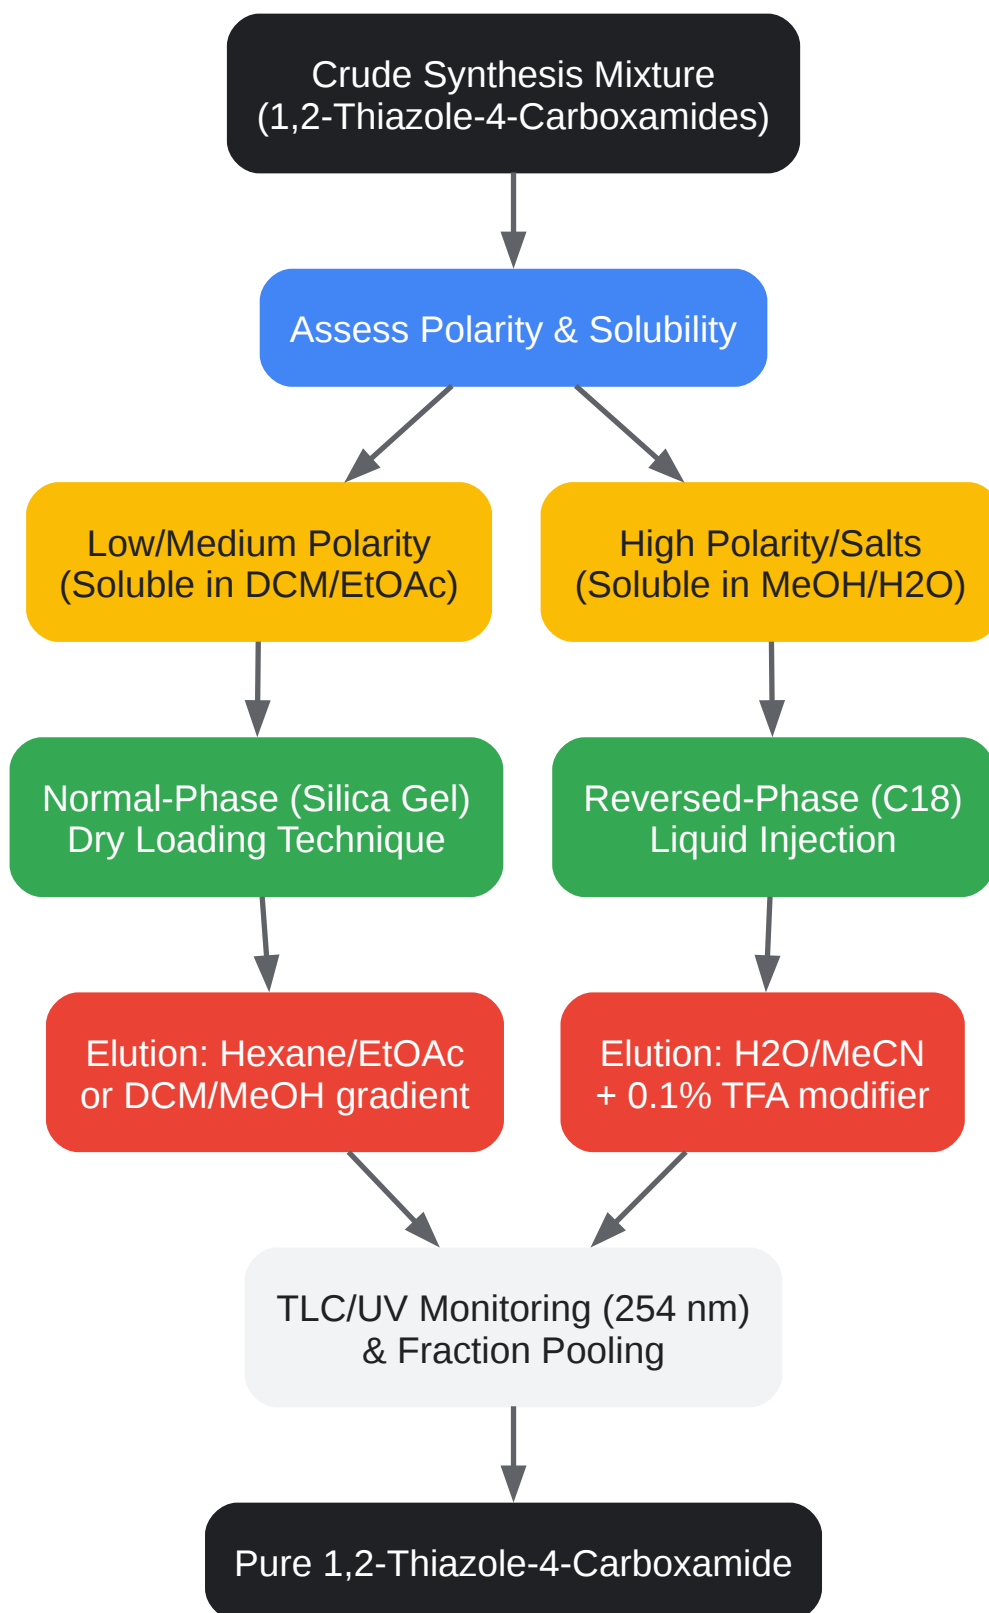 Crude Synthesis Mixture
(1,2-Thiazole-4-Carboxamides)
Assess Polarity & Solubility
Low/Medium Polarity
(Soluble in DCM/EtOAc)
High Polarity/Salts
(Soluble in MeOH/H2O)
Normal-Phase (Silica Gel)
Dry Loading Technique
Reversed-Phase (C18)
Liquid Injection
Elution: Hexane/EtOAc
or DCM/MeOH gradient
Elution: H2O/MeCN
+ 0.1% TFA modifier
TLC/UV Monitoring (254 nm)
& Fraction Pooling
Pure 1,2-Thiazole-4-Carboxamide